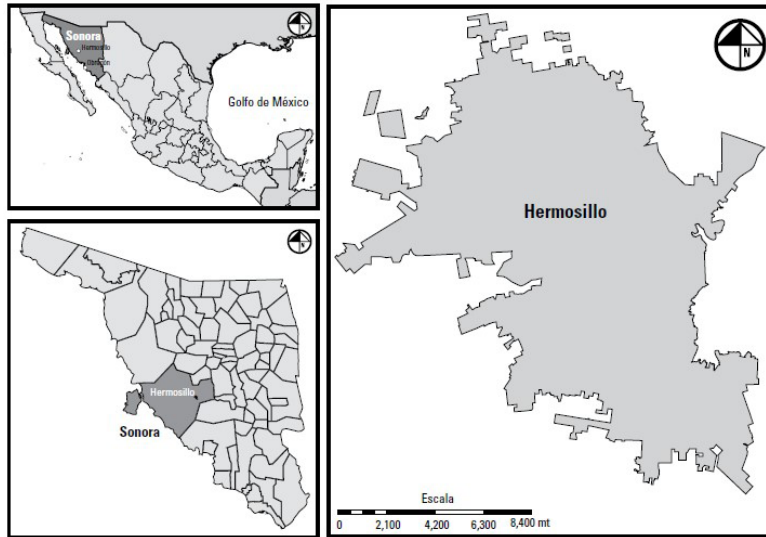 Sonora
Hermosillo
Obregón
Golfo de México
N
Hermosillo
Sonora
N
Hermosillo
N
Escala
0 2,100 4,200 6,300 8,400 mt